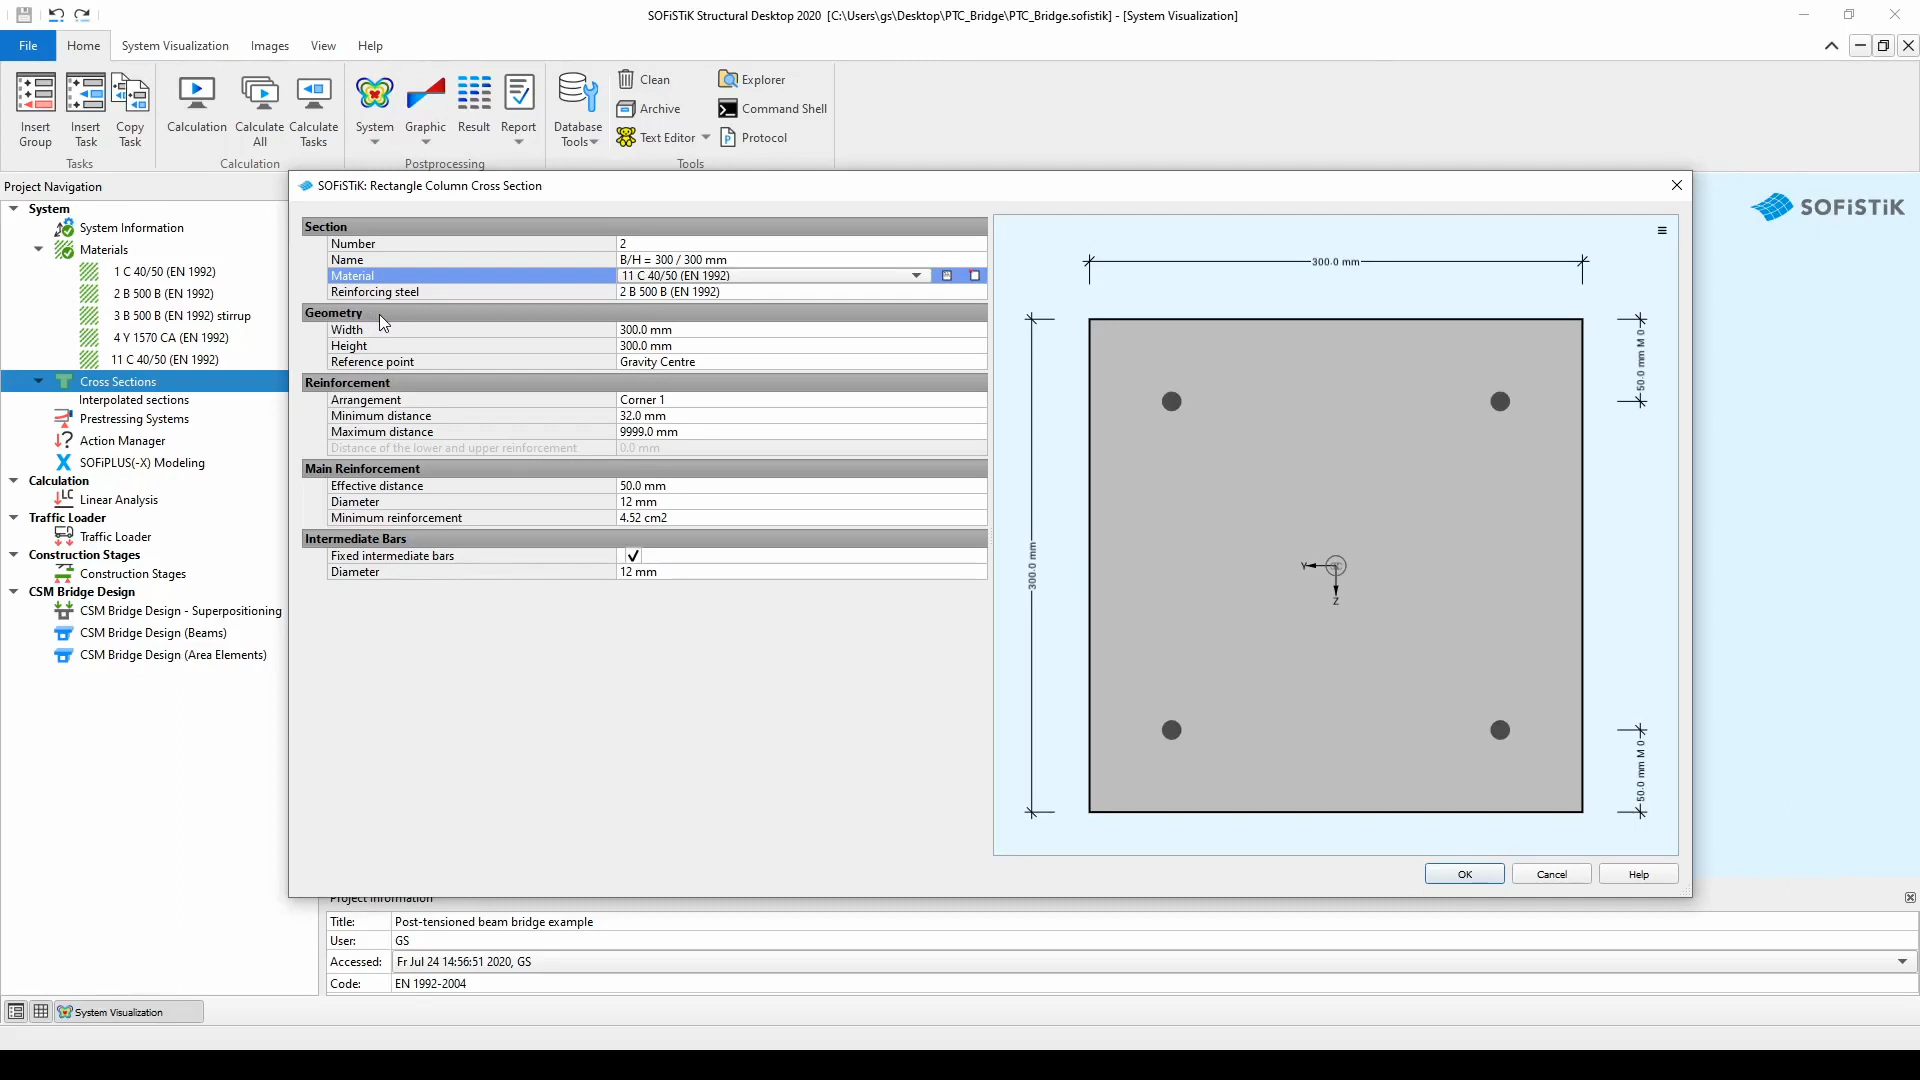 SOFiSTiK Structural Desktop 2020 [C:\Users\gs\Desktop\PTC_Bridge\PTC_Bridge.sofistik] - [System Visualization]
File Home System Visualization Images View Help
Insert Group
Insert Task
Copy Task
Tasks
Calculation
Calculate All
Calculate Tasks
Calculation
System
Graphic
Result
Report
Postprocessing
Database Tools
Clean
Archive
Text Editor
Explorer
Command Shell
Protocol
Tools
Project Navigation
System
System Information
Materials
1 C 40/50 (EN 1992)
2 B 500 B (EN 1992)
3 B 500 B (EN 1992) stirrup
4 Y 1570 CA (EN 1992)
11 C 40/50 (EN 1992)
Cross Sections
Interpolated sections
Prestressing Systems
Action Manager
SOFiPLUS(-X) Modeling
Calculation
Linear Analysis
Traffic Loader
Traffic Loader
Construction Stages
Construction Stages
CSM Bridge Design
CSM Bridge Design - Superpositioning
CSM Bridge Design (Beams)
CSM Bridge Design (Area Elements)
SOFiSTiK: Rectangle Column Cross Section
Section
Number 2
Name B/H = 300 / 300 mm
Material 11 C 40/50 (EN 1992)
Reinforcing steel 2 B 500 B (EN 1992)
Geometry
Width 300.0 mm
Height 300.0 mm
Reference point Gravity Centre
Reinforcement
Arrangement Corner 1
Minimum distance 32.0 mm
Maximum distance 9999.0 mm
Distance of the lower and upper reinforcement 0.0 mm
Main Reinforcement
Effective distance 50.0 mm
Diameter 12 mm
Minimum reinforcement 4.52 cm2
Intermediate Bars
Fixed intermediate bars
Diameter 12 mm
300.0 mm
300.0 mm
50.0 mm M 0
50.0 mm M 0
Y
Z
OK Cancel Help
SOFiSTiK
Project Information
Title: Post-tensioned beam bridge example
User: GS
Accessed: Fr Jul 24 14:56:51 2020, GS
Code: EN 1992-2004
System Visualization